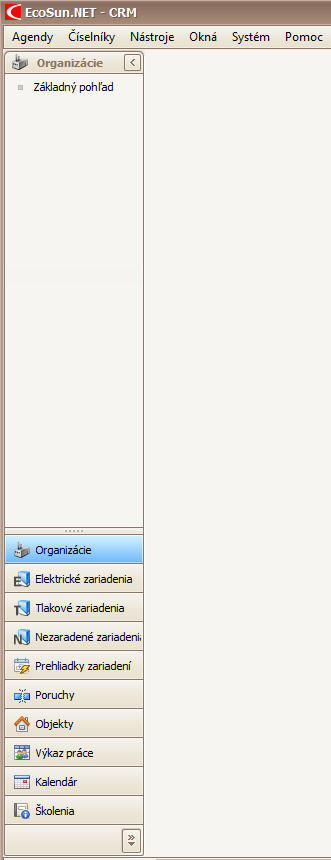 EcoSun.NET - CRM
Agendy Číselníky Nástroje Okná Systém Pomoc
Organizácie
Základný pohľad
Organizácie
Elektrické zariadenia
Tlakové zariadenia
Nezaradené zariadeni
Prehliadky zariadení
Poruchy
Objekty
Výkaz práce
Kalendár
Školenia